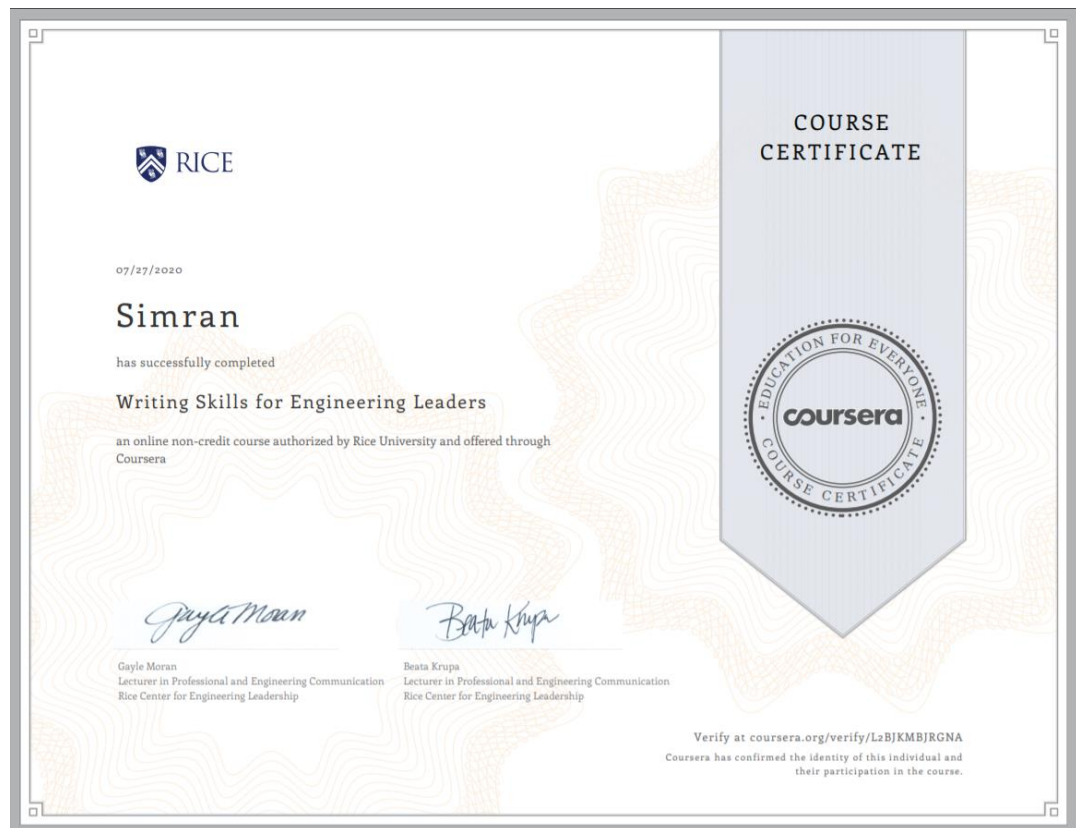 COURSE
CERTIFICATE
RICE
07/27/2020
Simran
has successfully completed
Writing Skills for Engineering Leaders
an online non-credit course authorized by Rice University and offered through
Coursera
EDUCATION FOR EVERYONE
coursera
COURSE CERTIFICATE
Gayle Moran
Beata Krupa
Gayle Moran
Lecturer in Professional and Engineering Communication
Rice Center for Engineering Leadership
Beata Krupa
Lecturer in Professional and Engineering Communication
Rice Center for Engineering Leadership
Verify at coursera.org/verify/L2BJKMBJRGNA
Coursera has confirmed the identity of this individual and
their participation in the course.